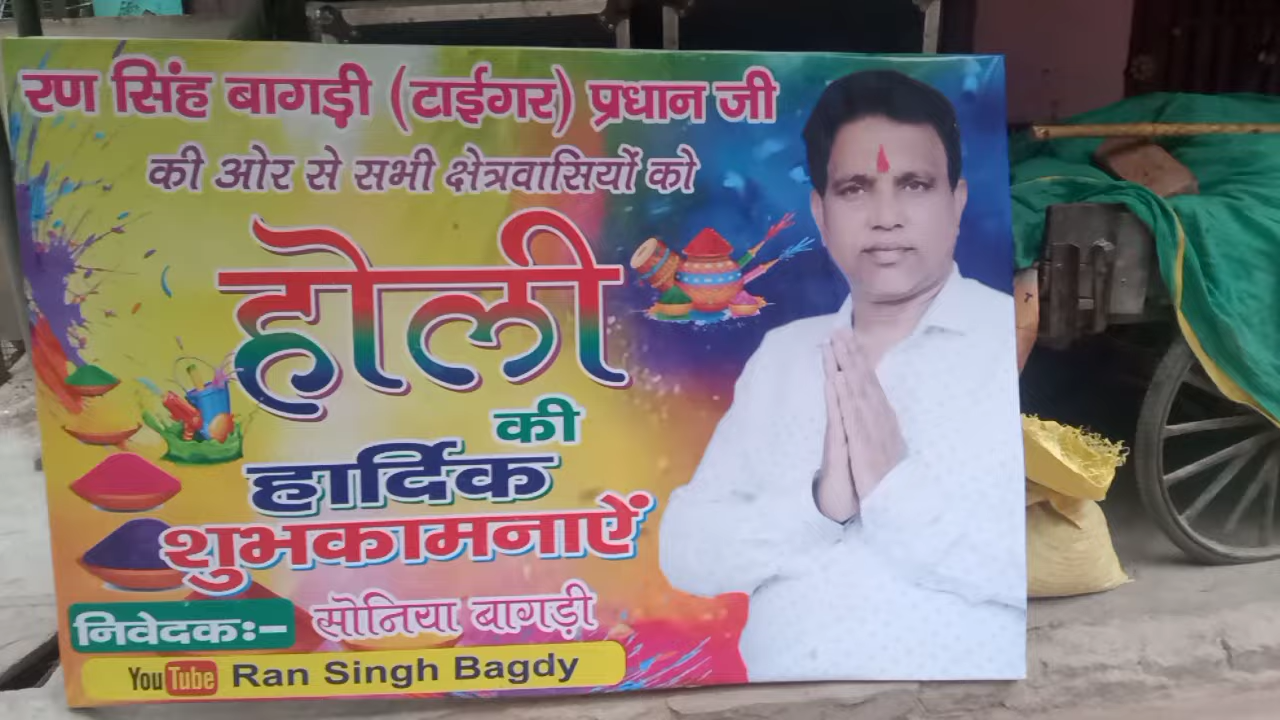 रण सिंह बागड़ी (टाईगर) प्रधान जी
की ओर से सभी क्षेत्रवासियों को
होली
की
हार्दिक
शुभकामनाऐं
निवेदकः- सोनिया बागड़ी
YouTube Ran Singh Bagdy